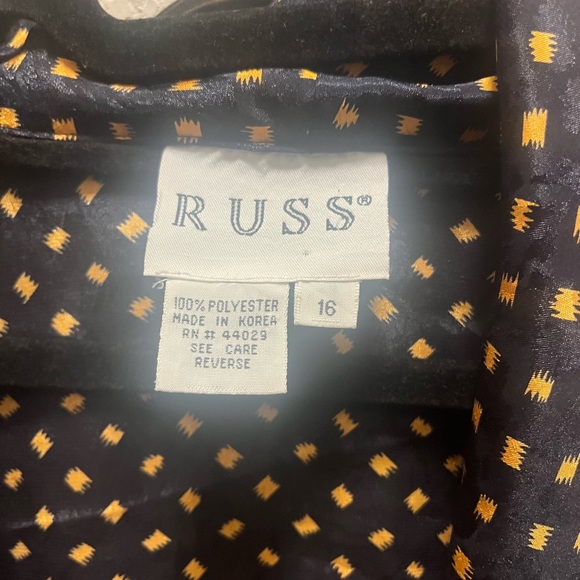 RUSS®
100% POLYESTER
MADE IN KOREA
RN # 44029
SEE CARE
REVERSE
16